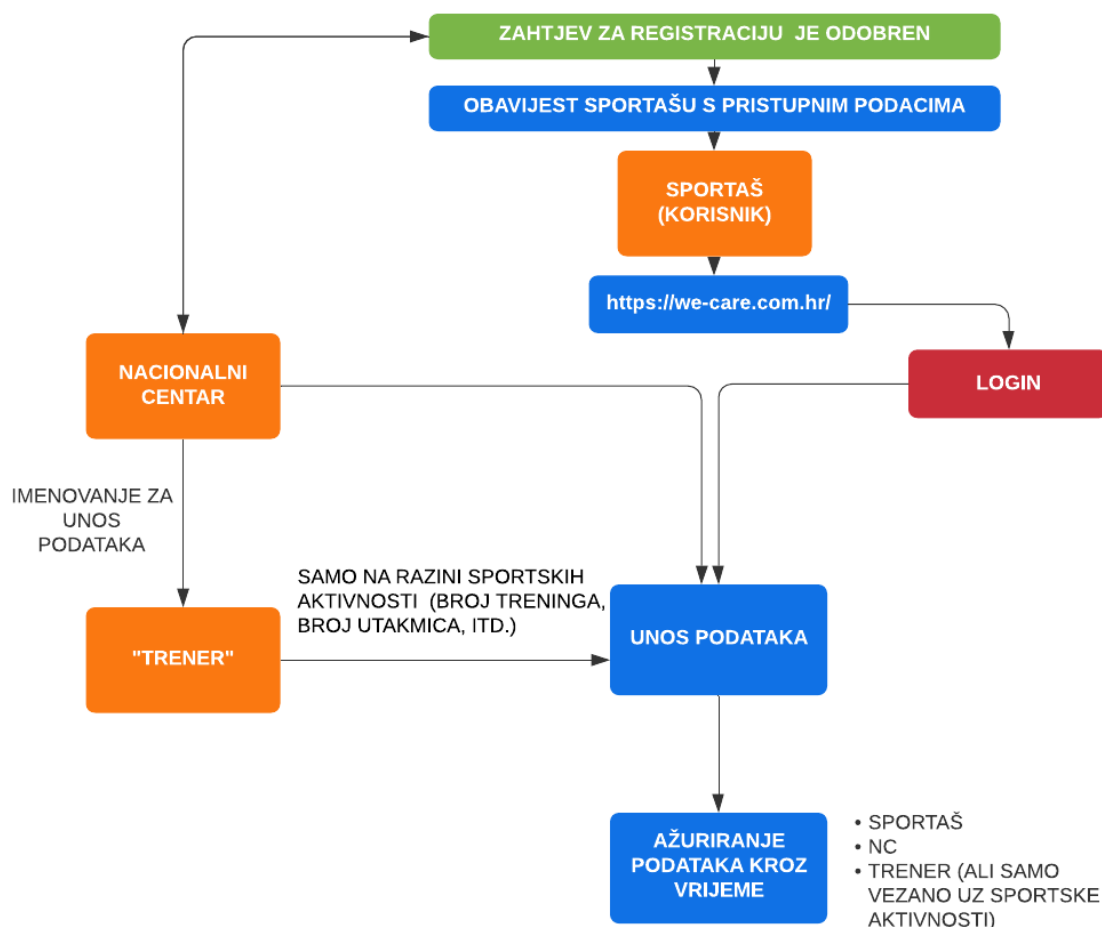 ZAHTJEV ZA REGISTRACIJU JE ODOBREN
OBAVIJEST SPORTAŠU S PRISTUPNIM PODACIMA
SPORTAŠ
(KORISNIK)
https://we-care.com.hr/
NACIONALNI
CENTAR
LOGIN
IMENOVANJE ZA
UNOS
PODATAKA
SAMO NA RAZINI SPORTSKIH
AKTIVNOSTI (BROJ TRENINGA,
BROJ UTAKMICA, ITD.)
"TRENER"
UNOS PODATAKA
AŽURIRANJE
PODATAKA KROZ
VRIJEME
• SPORTAŠ
• NC
• TRENER (ALI SAMO
VEZANO UZ SPORTSKE
AKTIVNOSTI)